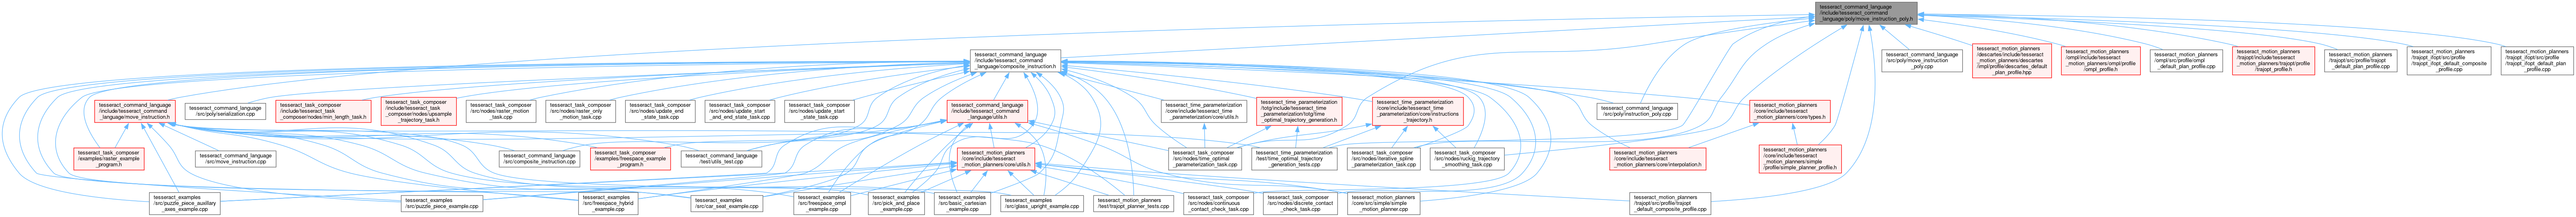 tesseract_command_language
/include/tesseract_command
_language/poly/move_instruction_poly.h
tesseract_command_language
/include/tesseract_command
_language/composite_instruction.h
tesseract_command_language
/src/poly/move_instruction
_poly.cpp
tesseract_motion_planners
/descartes/include/tesseract
_motion_planners/descartes
/impl/profile/descartes_default
_plan_profile.hpp
tesseract_motion_planners
/ompl/include/tesseract
_motion_planners/ompl/profile
/ompl_profile.h
tesseract_motion_planners
/ompl/src/profile/ompl
_default_plan_profile.cpp
tesseract_motion_planners
/trajopt/include/tesseract
_motion_planners/trajopt/profile
/trajopt_profile.h
tesseract_motion_planners
/trajopt/src/profile/trajopt
_default_plan_profile.cpp
tesseract_motion_planners
/trajopt_ifopt/src/profile
/trajopt_ifopt_default_composite
_profile.cpp
tesseract_motion_planners
/trajopt_ifopt/src/profile
/trajopt_ifopt_default_plan
_profile.cpp
tesseract_command_language
/include/tesseract_command
_language/move_instruction.h
tesseract_command_language
/src/poly/serialization.cpp
tesseract_task_composer
/include/tesseract_task
_composer/nodes/min_length_task.h
tesseract_task_composer
/include/tesseract_task
_composer/nodes/upsample
_trajectory_task.h
tesseract_task_composer
/src/nodes/raster_motion
_task.cpp
tesseract_task_composer
/src/nodes/raster_only
_motion_task.cpp
tesseract_task_composer
/src/nodes/update_end
_state_task.cpp
tesseract_task_composer
/src/nodes/update_start
_and_end_state_task.cpp
tesseract_task_composer
/src/nodes/update_start
_state_task.cpp
tesseract_command_language
/include/tesseract_command
_language/utils.h
tesseract_time_parameterization
/core/include/tesseract_time
_parameterization/core/utils.h
tesseract_time_parameterization
/totg/include/tesseract_time
_parameterization/totg/time
_optimal_trajectory_generation.h
tesseract_time_parameterization
/core/include/tesseract_time
_parameterization/core/instructions
_trajectory.h
tesseract_command_language
/src/poly/instruction_poly.cpp
tesseract_motion_planners
/core/include/tesseract
_motion_planners/core/types.h
tesseract_task_composer
/examples/raster_example
_program.h
tesseract_command_language
/src/move_instruction.cpp
tesseract_command_language
/src/composite_instruction.cpp
tesseract_task_composer
/examples/freespace_example
_program.h
tesseract_command_language
/test/utils_test.cpp
tesseract_motion_planners
/core/include/tesseract
_motion_planners/core/utils.h
tesseract_task_composer
/src/nodes/time_optimal
_parameterization_task.cpp
tesseract_time_parameterization
/test/time_optimal_trajectory
_generation_tests.cpp
tesseract_task_composer
/src/nodes/iterative_spline
_parameterization_task.cpp
tesseract_task_composer
/src/nodes/ruckig_trajectory
_smoothing_task.cpp
tesseract_motion_planners
/core/include/tesseract
_motion_planners/core/interpolation.h
tesseract_motion_planners
/core/include/tesseract
_motion_planners/simple
/profile/simple_planner_profile.h
tesseract_examples
/src/puzzle_piece_auxillary
_axes_example.cpp
tesseract_examples
/src/puzzle_piece_example.cpp
tesseract_examples
/src/freespace_hybrid
_example.cpp
tesseract_examples
/src/car_seat_example.cpp
tesseract_examples
/src/freespace_ompl
_example.cpp
tesseract_examples
/src/pick_and_place
_example.cpp
tesseract_examples
/src/basic_cartesian
_example.cpp
tesseract_examples
/src/glass_upright_example.cpp
tesseract_motion_planners
/test/trajopt_planner_tests.cpp
tesseract_task_composer
/src/nodes/continuous
_contact_check_task.cpp
tesseract_task_composer
/src/nodes/discrete_contact
_check_task.cpp
tesseract_motion_planners
/core/src/simple/simple
_motion_planner.cpp
tesseract_motion_planners
/trajopt/src/profile/trajopt
_default_composite_profile.cpp